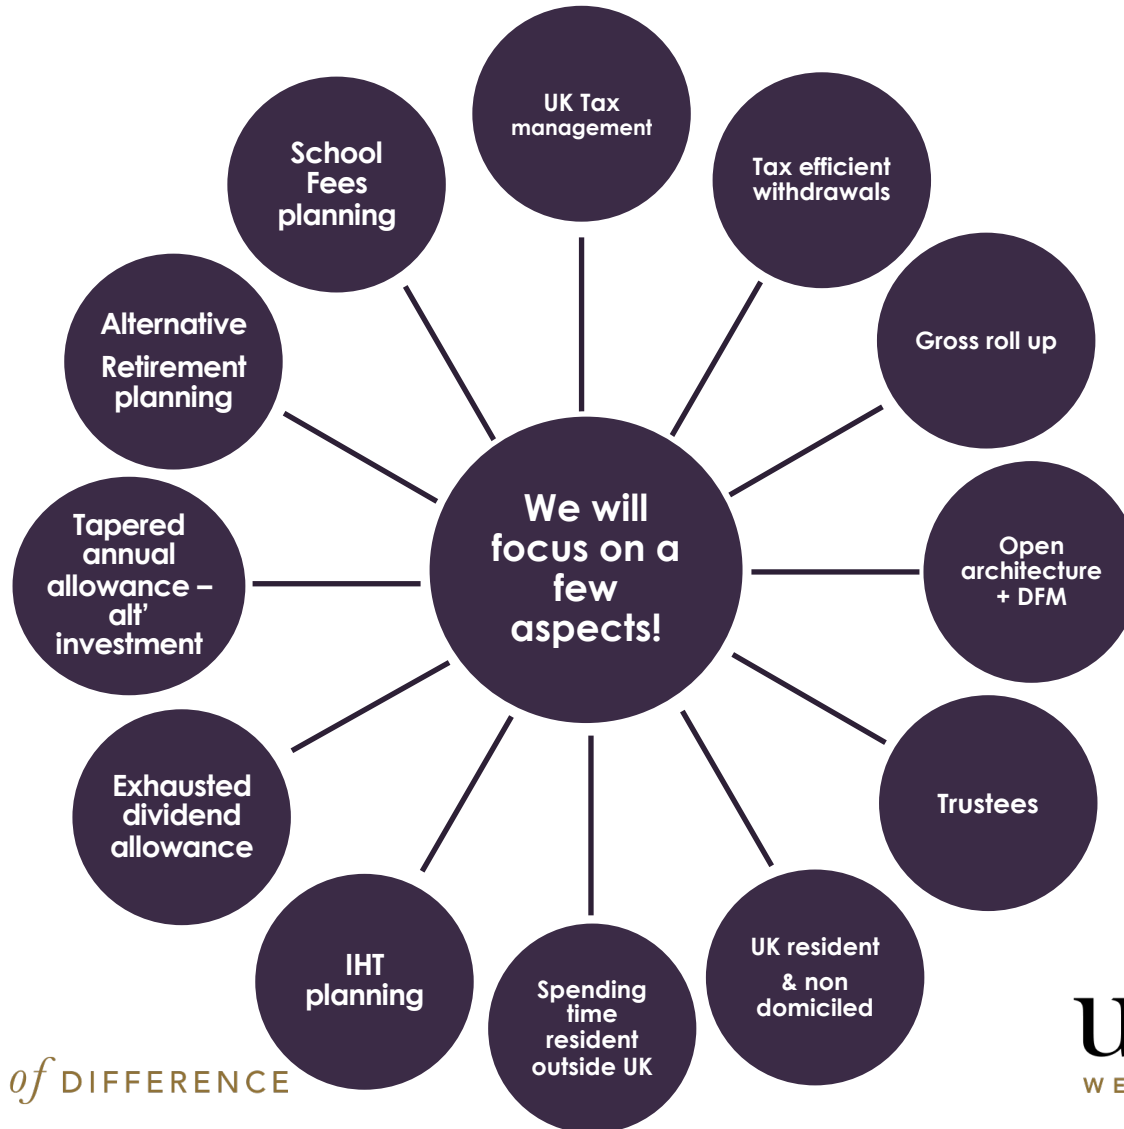 UK Tax
management
Tax efficient
withdrawals
Gross roll up
Open
architecture
+ DFM
Trustees
UK resident
& non
domiciled
Spending
time
resident
outside UK
IHT
planning
Exhausted
dividend
allowance
Tapered
annual
allowance –
alt'
investment
Alternative
Retirement
planning
School
Fees
planning
We will
focus on a
few
aspects!
of DIFFERENCE
u
WE